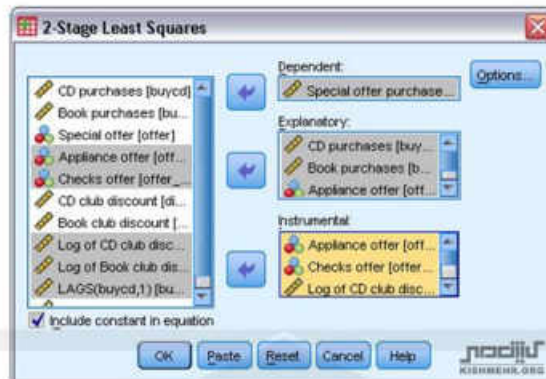 2-Stage Least Squares
CD purchases [buycd]
Book purchases [bu...
Special offer [offer]
Appliance offer [off...
Checks offer [offer_...
CD club discount [di...
Book club discount [...
Log of CD club disc...
Log of Book club dis...
LAGS(buycd,1) [bu...
Include constant in equation
Dependent:
Special offer purchase...
Explanatory:
CD purchases [buy...
Book purchases [b...
Appliance offer [off...
Instrumental:
Appliance offer [off...
Checks offer [offer...
Log of CD club disc...
Options...
OK
Paste
Reset
Cancel
Help
KISHMEHR.ORG